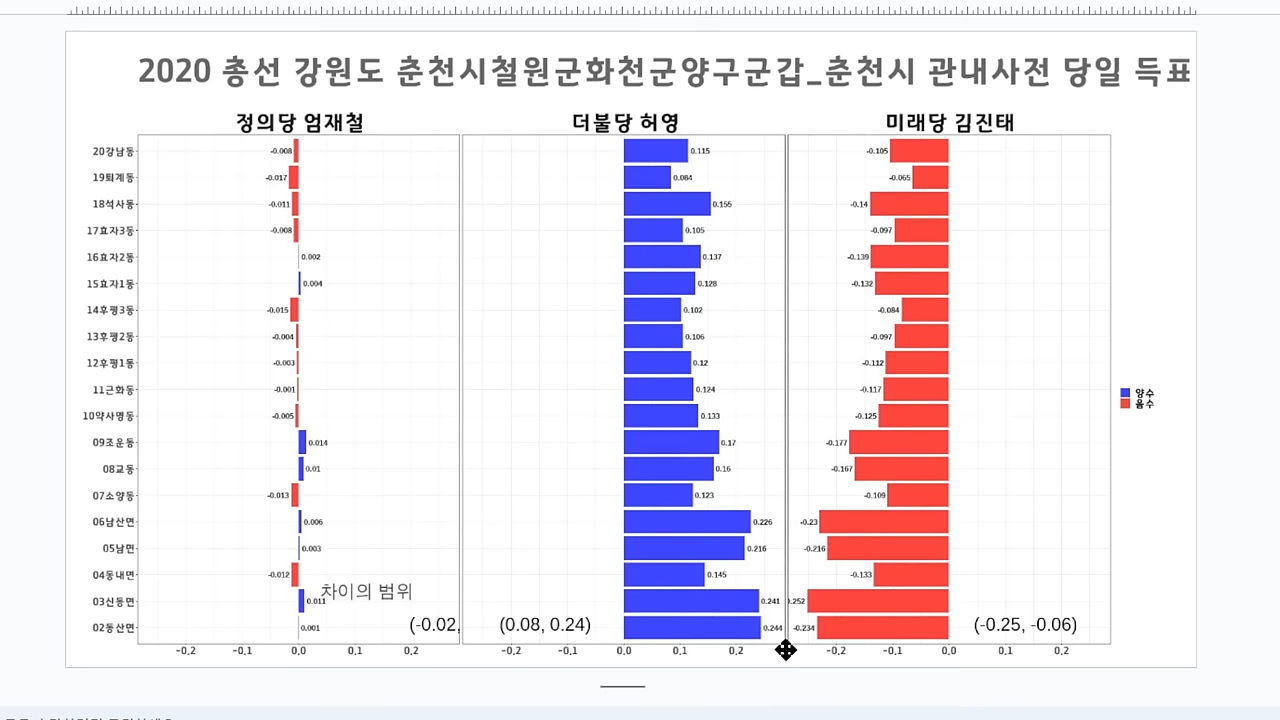 2020 총선 강원도 춘천시철원군화천군양구군갑_춘천시 관내사전 당일 득표
정의당 엄재철 더불당 허영 미래당 김진태
20강남동 -0.008 0.115 -0.105
19퇴계동 -0.017 0.084 -0.065
18석사동 -0.011 0.155 -0.14
17효자3동 -0.008 0.105 -0.097
16효자2동 0.002 0.137 -0.139
15효자1동 0.004 0.128 -0.132
14후평3동 -0.015 0.102 -0.084
13후평2동 -0.004 0.106 -0.097
12후평1동 -0.003 0.12 -0.112
11근화동 -0.001 0.124 -0.117
양수
음수
10약사명동 -0.005 0.133 -0.125
09조운동 0.014 0.17 -0.177
08교동 0.01 0.16 -0.167
07소양동 -0.013 0.123 -0.109
06남산면 0.006 0.226 -0.23
05남면 0.003 0.216 -0.216
04동내면 -0.012 0.145 -0.133
차이의 범위
03신동면 0.011 0.241 0.252
02동산면 0.001 (-0.02, (0.08, 0.24) 0.244 -0.234 (-0.25, -0.06)
-0,2 -0,1 0,0 0,1 0,2 -0,2 -0,1 0,0 0,1 0,2 -0,2 -0,1 0,0 0,1 0,2